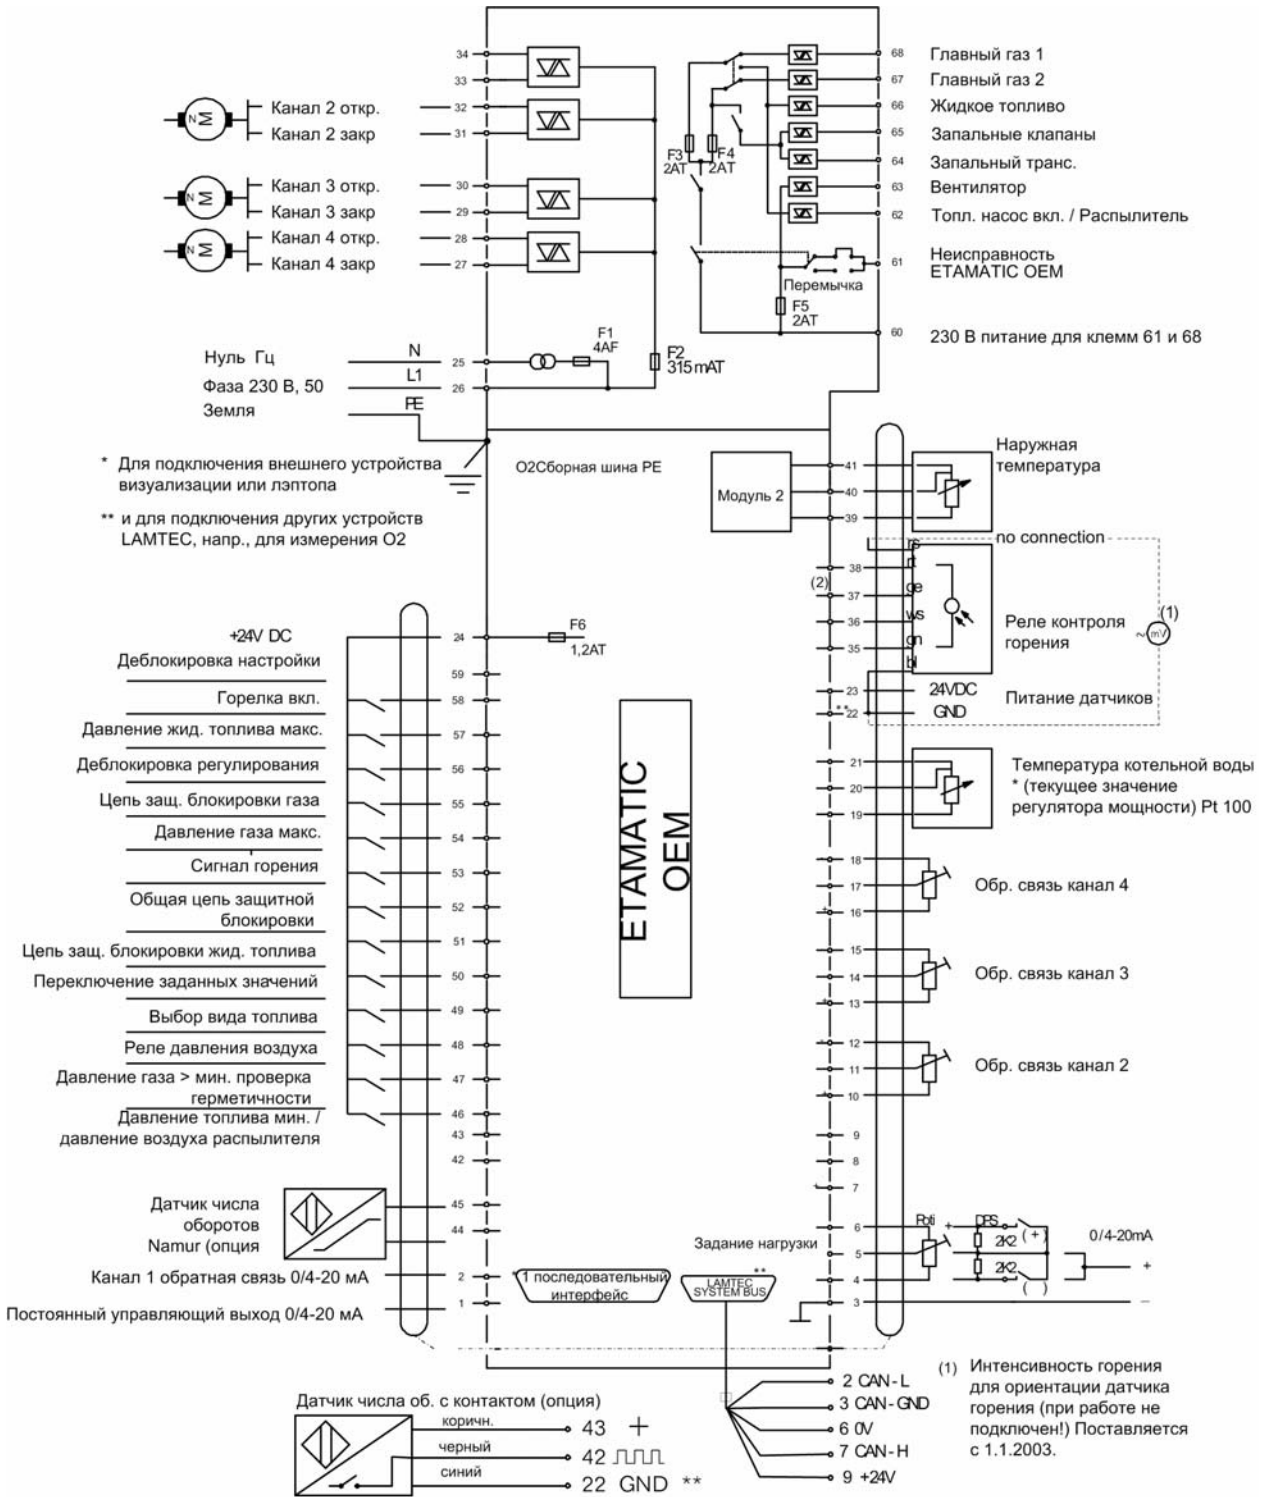 34
33
Канал 2 откр.
32
Канал 2 закр
31
Канал 3 откр.
30
Канал 3 закр
29
Канал 4 откр.
28
Канал 4 закр
27
N M
N M
N M
F3
2AT
F4
2AT
68
Главный газ 1
67
Главный газ 2
66
Жидкое топливо
65
Запальные клапаны
64
Запальный транс.
63
Вентилятор
62
Топл. насос вкл. / Распылитель
61
Неисправность
ETAMATIC OEM
Перемычка
F5
2AT
60
230 В питание для клемм 61 и 68
F1
4AF
F2
315mAT
Нуль Гц
N
25
Фаза 230 В, 50
L1
26
Земля
PE
* Для подключения внешнего устройства
визуализации или лэптопа
** и для подключения других устройств
LAMTEC, напр., для измерения O2
O2Сборная шина PE
Модуль 2
41
40
39
Наружная
температура
no connection
rs
38
rt
(2)
37
ge
36
ws
35
gn
bl
Реле контроля
горения
(1)
~
mV
23
24VDC
** 22
GND
Питание датчиков
21
20
19
Температура котельной воды
* (текущее значение
регулятора мощности) Pt 100
18
17
16
+
Обр. связь канал 4
15
14
13
+
Обр. связь канал 3
12
11
10
+
Обр. связь канал 2
9
8
7
+
+24V DC
24
F6
1,2AT
Деблокировка настройки
59
Горелка вкл.
58
Давление жид. топлива макс.
57
Деблокировка регулирования
56
Цепь защ. блокировки газа
55
Давление газа макс.
54
Сигнал горения
53
Общая цепь защитной
блокировки
52
Цепь защ. блокировки жид. топлива
51
Переключение заданных значений
50
Выбор вида топлива
49
Реле давления воздуха
48
Давление газа > мин. проверка
герметичности
47
Давление топлива мин. /
давление воздуха распылителя
46
43
42
ETAMATIC
OEM
Датчик числа
оборотов
Namur (опция
45
44
Канал 1 обратная связь 0/4-20 мА
2
Постоянный управляющий выход 0/4-20 мА
1
* 1 последовательный
интерфейс
**
LAMTEC
SYSTEM BUS
Задание нагрузки
6
5
4
3
Poti
+
DPS
2K2
( + )
2K2
( )
0/4-20mA
+
–
2 CAN-L
3 CAN-GND
6 0V
7 CAN-H
9 +24V
(1) Интенсивность горения
для ориентации датчика
горения (при работе не
подключен!) Поставляется
с 1.1.2003.
Датчик числа об. с контактом (опция)
коричн.
43 +
черный
42
синий
22 GND **